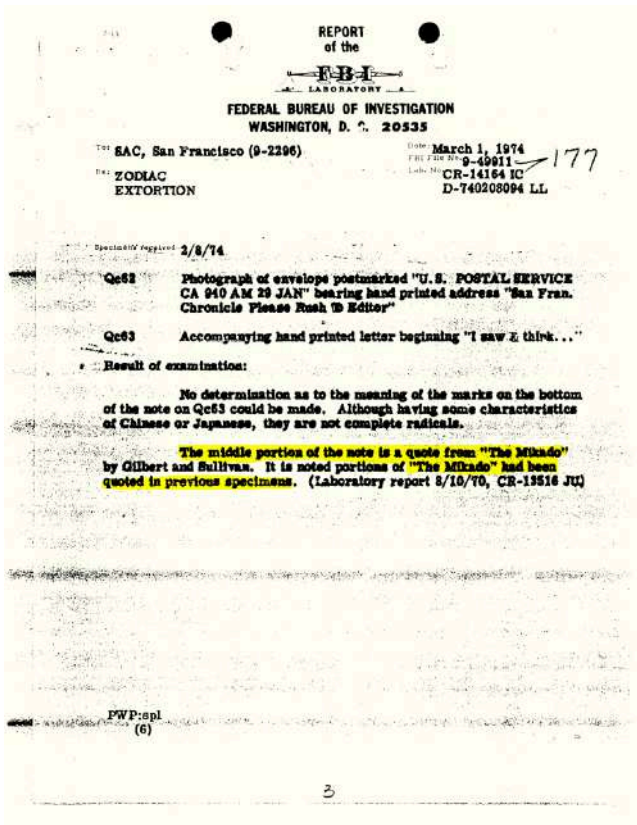 REPORT
of the
FBI
LABORATORY
FEDERAL BUREAU OF INVESTIGATION
WASHINGTON, D. C. 20535
To: SAC, San Francisco (9-2296)
Date: March 1, 1974
FBI File No. 9-49911 — 177
Re: ZODIAC
Lab. No. CR-14164 IC
EXTORTION
D-740208094 LL
Specimens received 2/8/74
Qc62 Photograph of envelope postmarked "U.S. POSTAL SERVICE
CA 940 AM 29 JAN" bearing hand printed address "San Fran.
Chronicle Please Rush To Editor"
Qc63 Accompanying hand printed letter beginning "I saw & think..."
Result of examination:
No determination as to the meaning of the marks on the bottom
of the note on Qc63 could be made. Although having some characteristics
of Chinese or Japanese, they are not complete radicals.
The middle portion of the note is a quote from "The Mikado"
by Gilbert and Sullivan. It is noted portions of "The Mikado" had been
quoted in previous specimens. (Laboratory report 8/10/70, CR-13516 JU)
PWP:spl
(6)
3